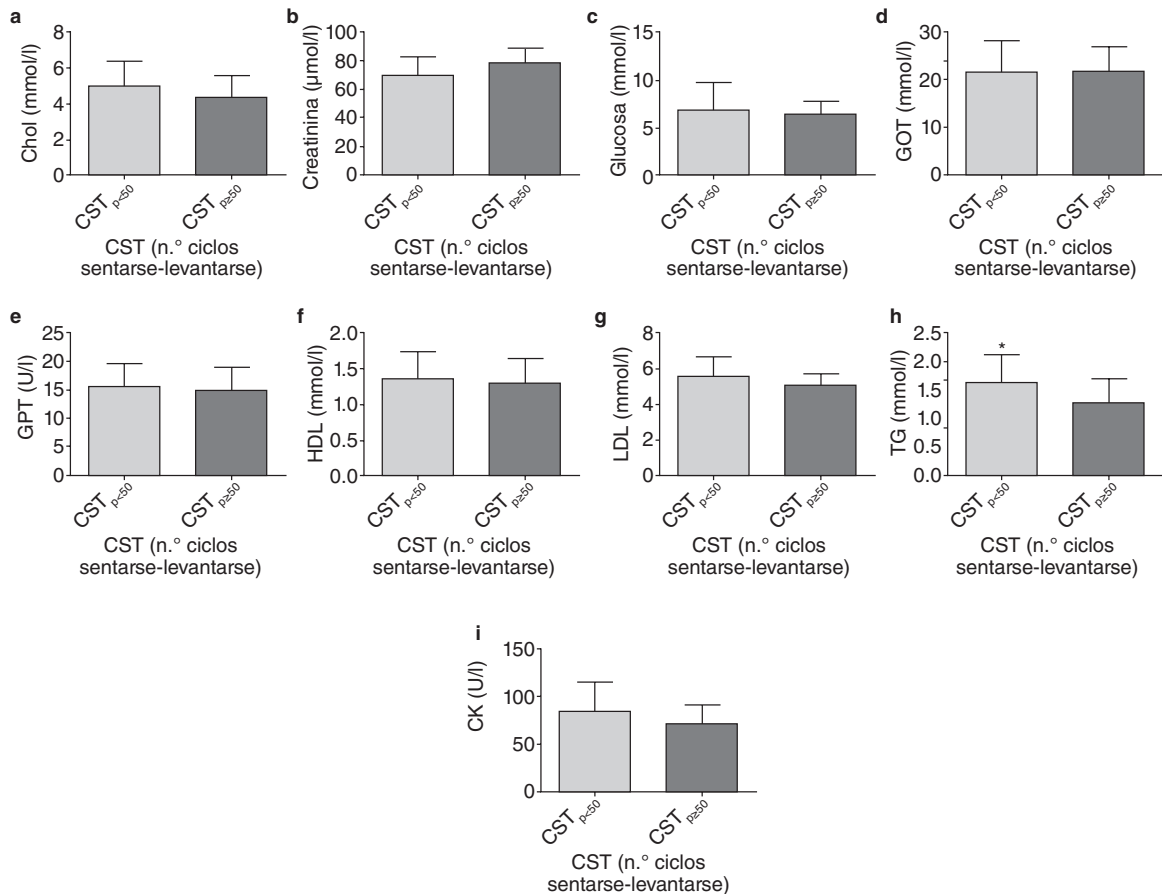 a
Chol (mmol/l)
8
6
4
2
0
CST p<50
CST p≥50
CST (n.° ciclos
sentarse-levantarse)
b
Creatinina (µmol/l)
100
80
60
40
20
0
CST p<50
CST p≥50
CST (n.° ciclos
sentarse-levantarse)
c
Glucosa (mmol/l)
15
10
5
0
CST p<50
CST p≥50
CST (n.° ciclos
sentarse-levantarse)
d
GOT (mmol/l)
30
20
10
0
CST p<50
CST p≥50
CST (n.° ciclos
sentarse-levantarse)
e
GPT (U/l)
25
20
15
10
5
0
CST p<50
CST p≥50
CST (n.° ciclos
sentarse-levantarse)
f
HDL (mmol/l)
2.0
1.5
1.0
0.5
0.0
CST p<50
CST p≥50
CST (n.° ciclos
sentarse-levantarse)
g
LDL (mmol/l)
8
6
4
2
0
CST p<50
CST p≥50
CST (n.° ciclos
sentarse-levantarse)
h
TG (mmol/l)
2.5
2.0
1.5
1.0
0.5
0.0
*
CST p<50
CST p≥50
CST (n.° ciclos
sentarse-levantarse)
i
CK (U/l)
150
100
50
0
CST p<50
CST p≥50
CST (n.° ciclos
sentarse-levantarse)